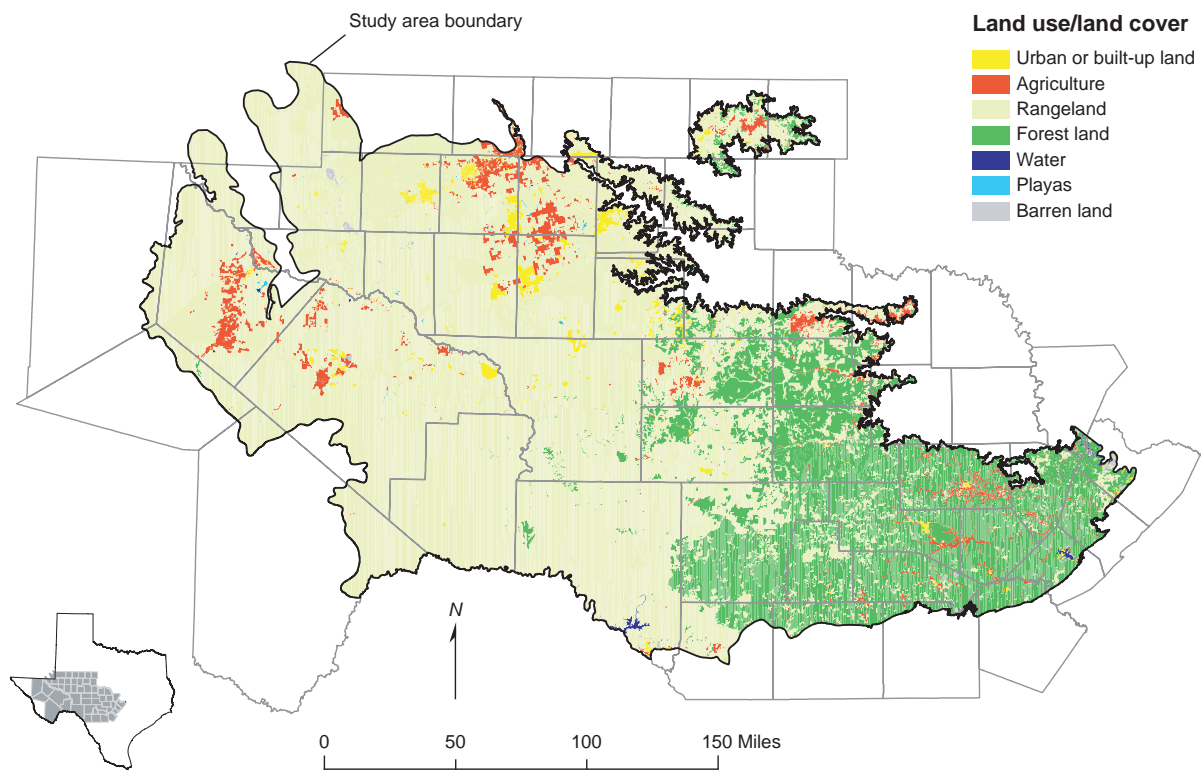 Study area boundary
Land use/land cover
Urban or built-up land
Agriculture
Rangeland
Forest land
Water
Playas
Barren land
N
0 50 100 150 Miles